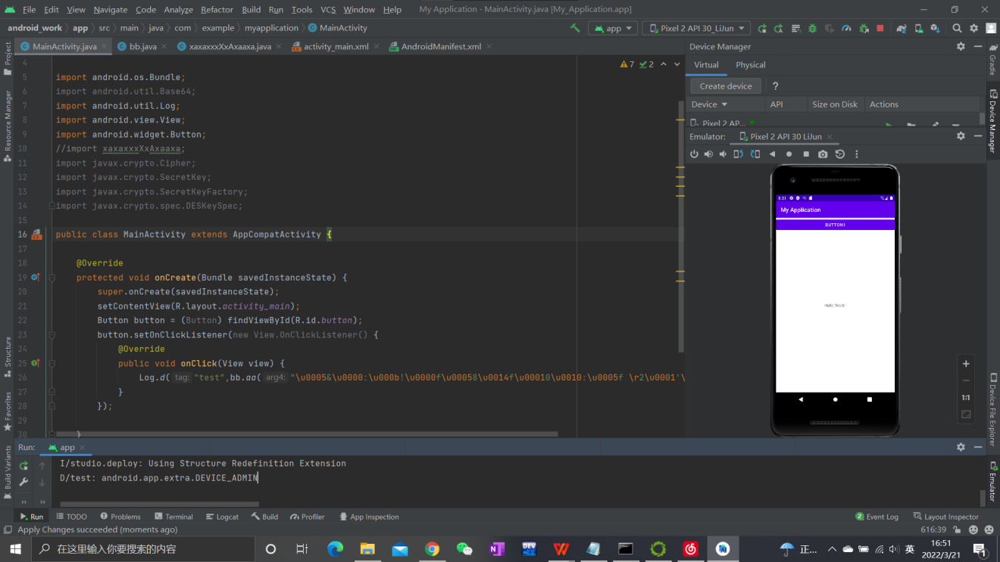 File Edit View Navigate Code Analyze Refactor Build Run Tools VCS Window Help My Application - MainActivity.java [My_Application.app]
android_work app src main java com example myapplication MainActivity app Pixel 2 API 30_LiJun
MainActivity.java bb.java xaxaxxxXxAxaaxa.java activity_main.xml AndroidManifest.xml
Device Manager
7 2
Virtual Physical
Create device ?
Device API Size on Disk Actions
Pixel 2 AP...
Emulator: Pixel 2 API 30 LiJun
4
5 import android.os.Bundle;
6 import android.util.Base64;
7 import android.util.Log;
8 import android.view.View;
9 import android.widget.Button;
10 //import xaxaxxxXxAxaaxa;
11 import javax.crypto.Cipher;
12 import javax.crypto.SecretKey;
13 import javax.crypto.SecretKeyFactory;
14 import javax.crypto.spec.DESKeySpec;
15
16 public class MainActivity extends AppCompatActivity {
17
18 @Override
19 protected void onCreate(Bundle savedInstanceState) {
20 super.onCreate(savedInstanceState);
21 setContentView(R.layout.activity_main);
22 Button button = (Button) findViewById(R.id.button);
23 button.setOnClickListener(new View.OnClickListener() {
24 @Override
25 public void onClick(View view) {
26 Log.d( tag: "test",bb.aa( arg4: "\u0005&\u0000:\u000b!\u0000f\u00058\u0014f\u00010\u0010:\u0005f \r2\u0001'\
27 }
28 });
29
30 }
8:51
My Application
BUTTON1
Hello World!
1:1
Project
Resource Manager
Structure
Favorites
Build Variants
Gradle
Device Manager
Device File Explorer
Emulator
Run: app
I/studio.deploy: Using Structure Redefinition Extension
D/test: android.app.extra.DEVICE_ADMIN
Run TODO Problems Terminal Logcat Build Profiler App Inspection 2 Event Log Layout Inspector
Apply Changes succeeded (moments ago) 616:39
在这里输入你要搜索的内容 正... 英 16:51
2022/3/21 1